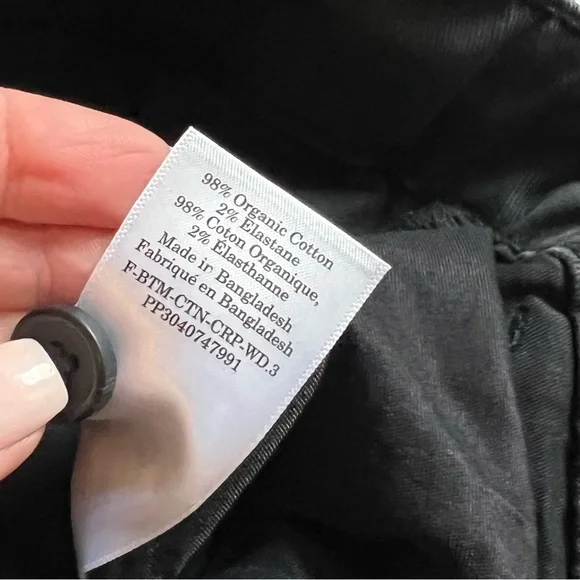 98% Organic Cotton
2% Elastane
98% Coton Organique,
2% Elasthanne
Made in Bangladesh
Fabriqué en Bangladesh
F-BTM-CTN-CRP-WD.3
PP3040747991